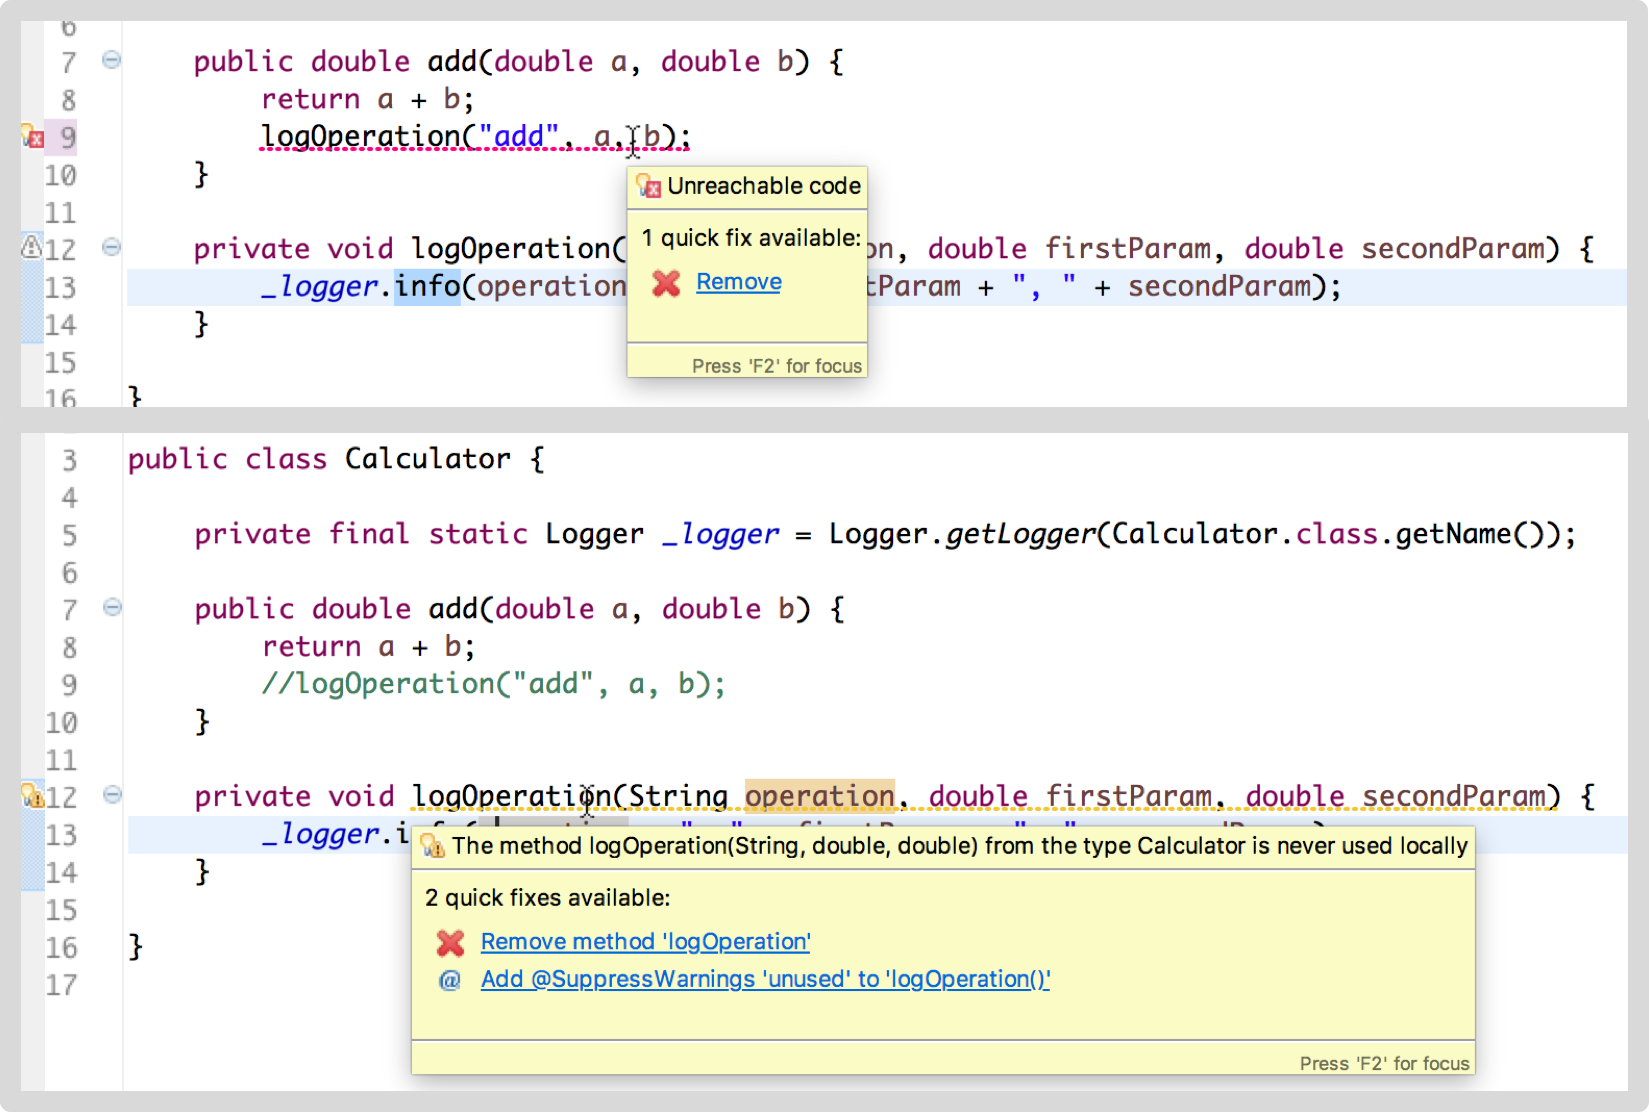 6
7 public double add(double a, double b) {
8 return a + b;
9 logOperation("add", a, b);
10 }
Unreachable code
11
1 quick fix available:
12 private void logOperation( on, double firstParam, double secondParam) {
13 _logger.info(operation tParam + ", " + secondParam);
Remove
14 }
15
Press 'F2' for focus
16 }
3 public class Calculator {
4
5 private final static Logger _logger = Logger.getLogger(Calculator.class.getName());
6
7 public double add(double a, double b) {
8 return a + b;
9 //logOperation("add", a, b);
10 }
11
12 private void logOperation(String operation, double firstParam, double secondParam) {
13 _logger.i
The method logOperation(String, double, double) from the type Calculator is never used locally
14 }
2 quick fixes available:
15
16 }
Remove method 'logOperation'
17
Add @SuppressWarnings 'unused' to 'logOperation()'
Press 'F2' for focus